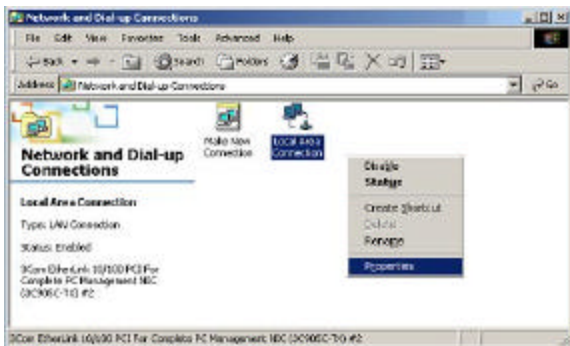 Network and Dial-up Connections
File Edit View Favorites Tools Advanced Help
Back Search Folders
Address Network and Dial-up Connections Go
Make New Connection
Local Area Connection
Network and Dial-up Connections
Disable
Status
Create Shortcut
Delete
Rename
Properties
Local Area Connection
Type: LAN Connection
Status: Enabled
3Com EtherLink 10/100 PCI For
Complete PC Management NIC
(3C905C-TX) #2
3Com EtherLink 10/100 PCI For Complete PC Management NIC (3C905C-TX) #2